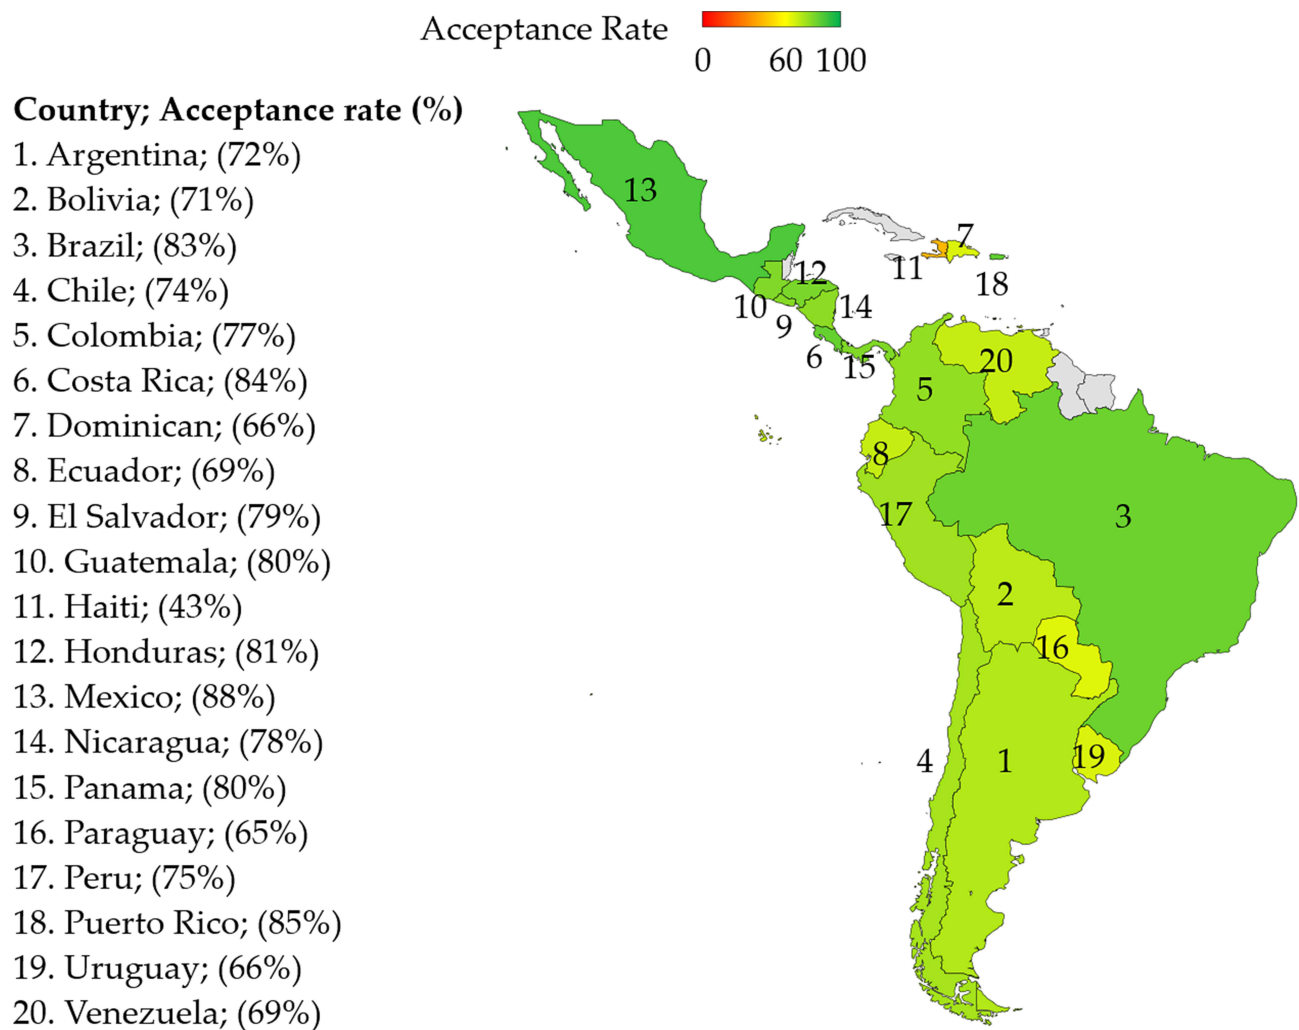 Acceptance Rate
0 60 100
Country; Acceptance rate (%)
1. Argentina; (72%)
2. Bolivia; (71%)
3. Brazil; (83%)
4. Chile; (74%)
5. Colombia; (77%)
6. Costa Rica; (84%)
7. Dominican; (66%)
8. Ecuador; (69%)
9. El Salvador; (79%)
10. Guatemala; (80%)
11. Haiti; (43%)
12. Honduras; (81%)
13. Mexico; (88%)
14. Nicaragua; (78%)
15. Panama; (80%)
16. Paraguay; (65%)
17. Peru; (75%)
18. Puerto Rico; (85%)
19. Uruguay; (66%)
20. Venezuela; (69%)
13
7
11
12
18
10
14
9
6
15
20
5
8
17
3
2
16
19
4
1